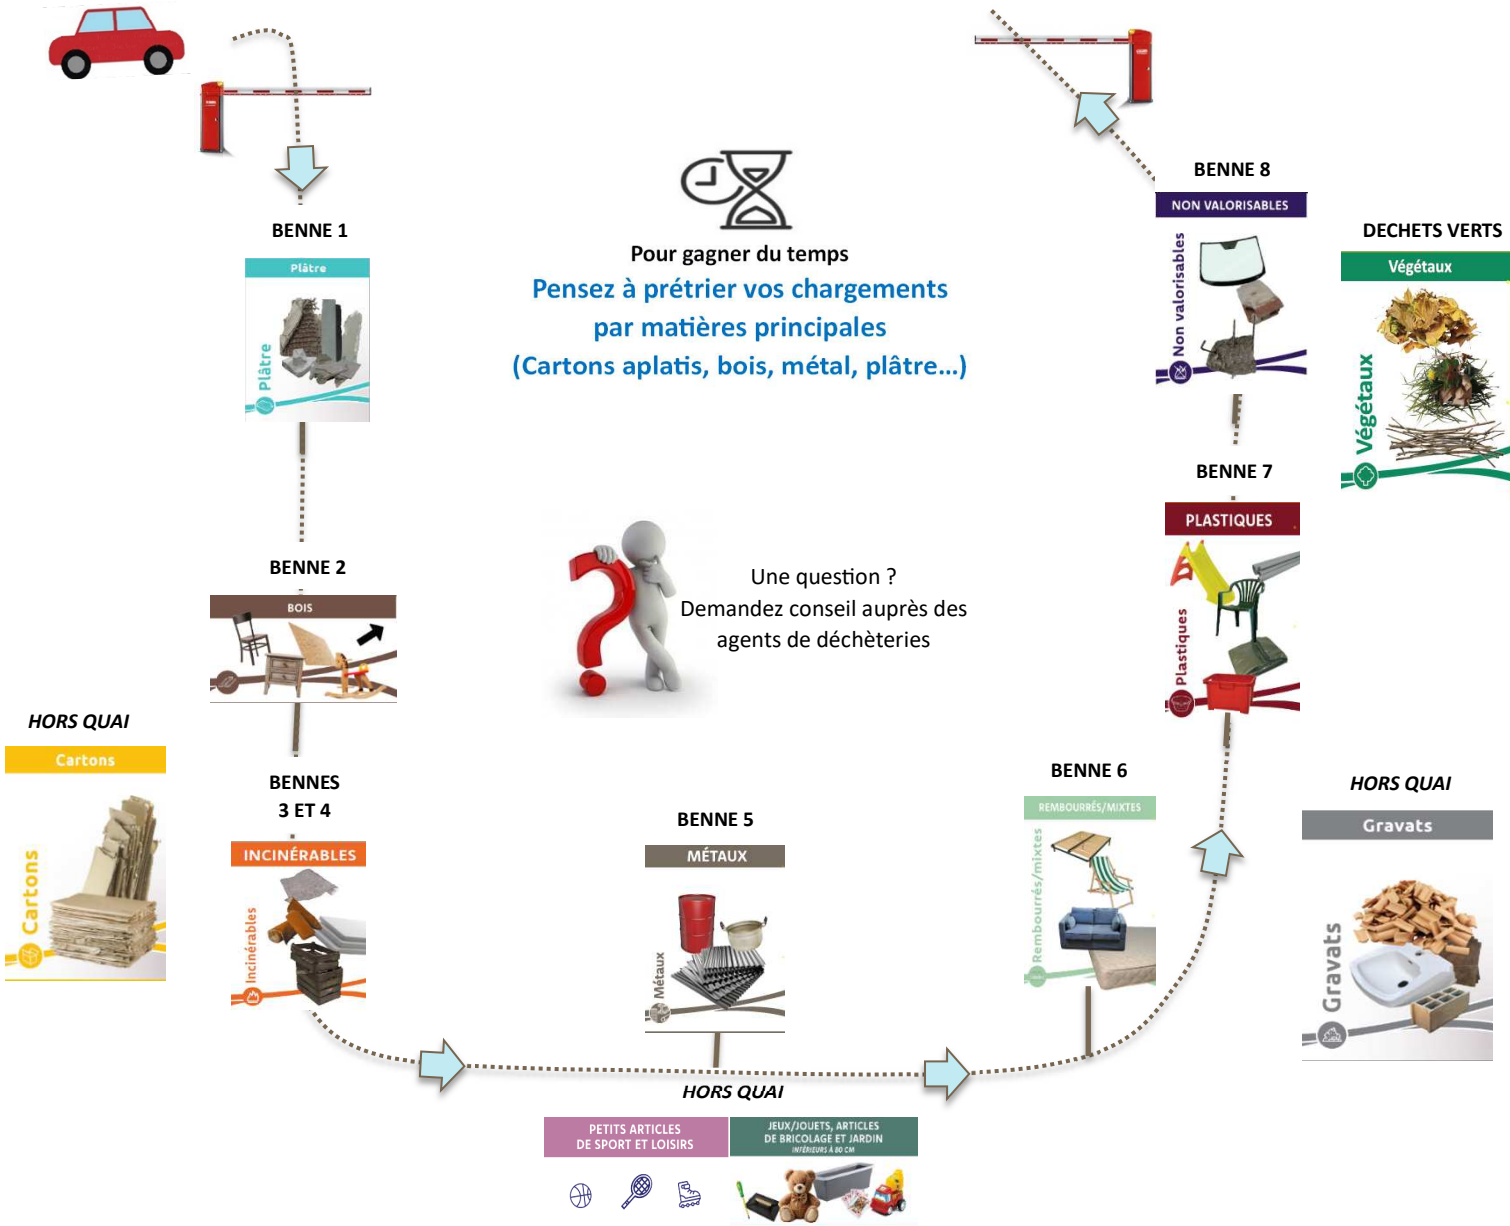 BENNE 1
Plâtre
Plâtre
BENNE 2
BOIS
HORS QUAI
Cartons
Cartons
BENNES
3 ET 4
INCINÉRABLES
Incinérables
Pour gagner du temps
Pensez à prétrier vos chargements
par matières principales
(Cartons aplatis, bois, métal, plâtre...)
Une question ?
Demandez conseil auprès des
agents de déchèteries
BENNE 5
MÉTAUX
Métaux
HORS QUAI
PETITS ARTICLES
DE SPORT ET LOISIRS
JEUX/JOUETS, ARTICLES
DE BRICOLAGE ET JARDIN
INFÉRIEURS À 80 CM
BENNE 6
REMBOURRÉS/MIXTES
Rembourrés/mixtes
BENNE 7
PLASTIQUES
Plastiques
BENNE 8
NON VALORISABLES
Non valorisables
DECHETS VERTS
Végétaux
Végétaux
HORS QUAI
Gravats
Gravats